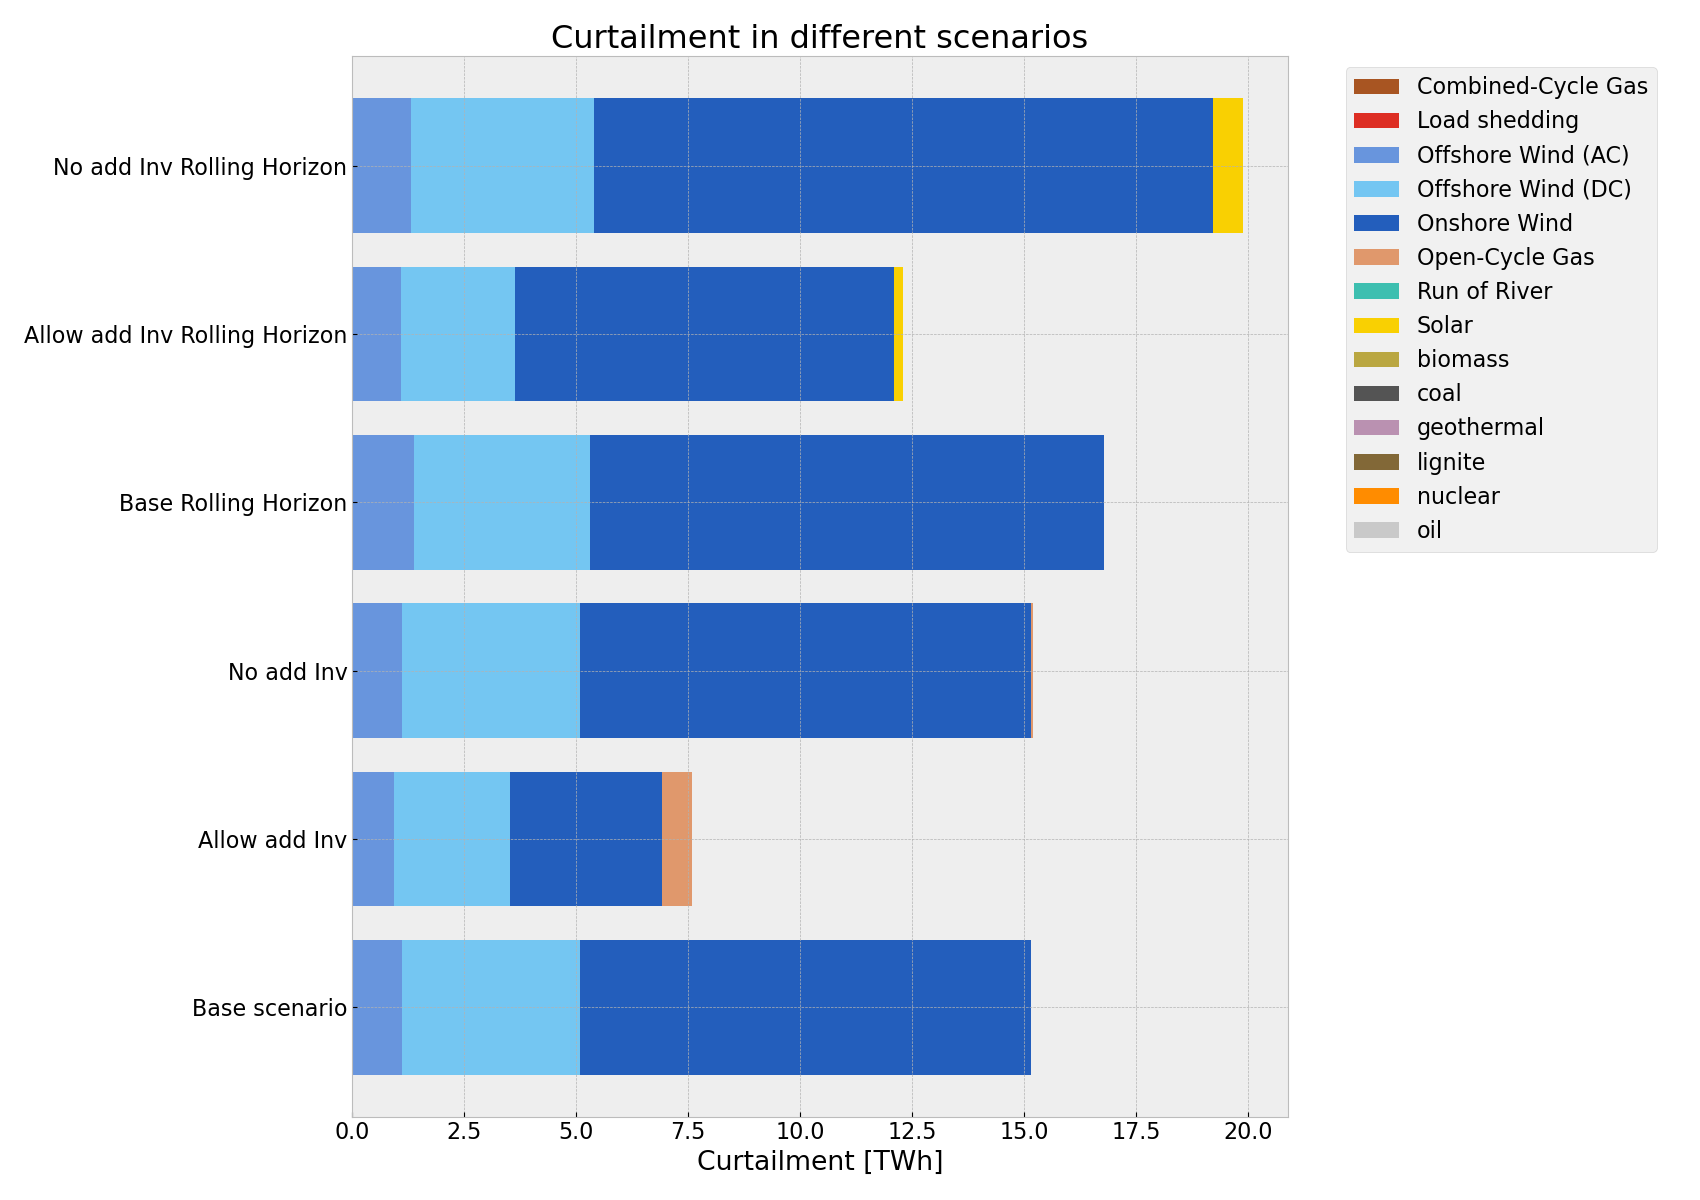 Curtailment in different scenarios
No add Inv Rolling Horizon
Allow add Inv Rolling Horizon
Base Rolling Horizon
No add Inv
Allow add Inv
Base scenario
0.0 2.5 5.0 7.5 10.0 12.5 15.0 17.5 20.0
Curtailment [TWh]
Combined-Cycle Gas
Load shedding
Offshore Wind (AC)
Offshore Wind (DC)
Onshore Wind
Open-Cycle Gas
Run of River
Solar
biomass
coal
geothermal
lignite
nuclear
oil